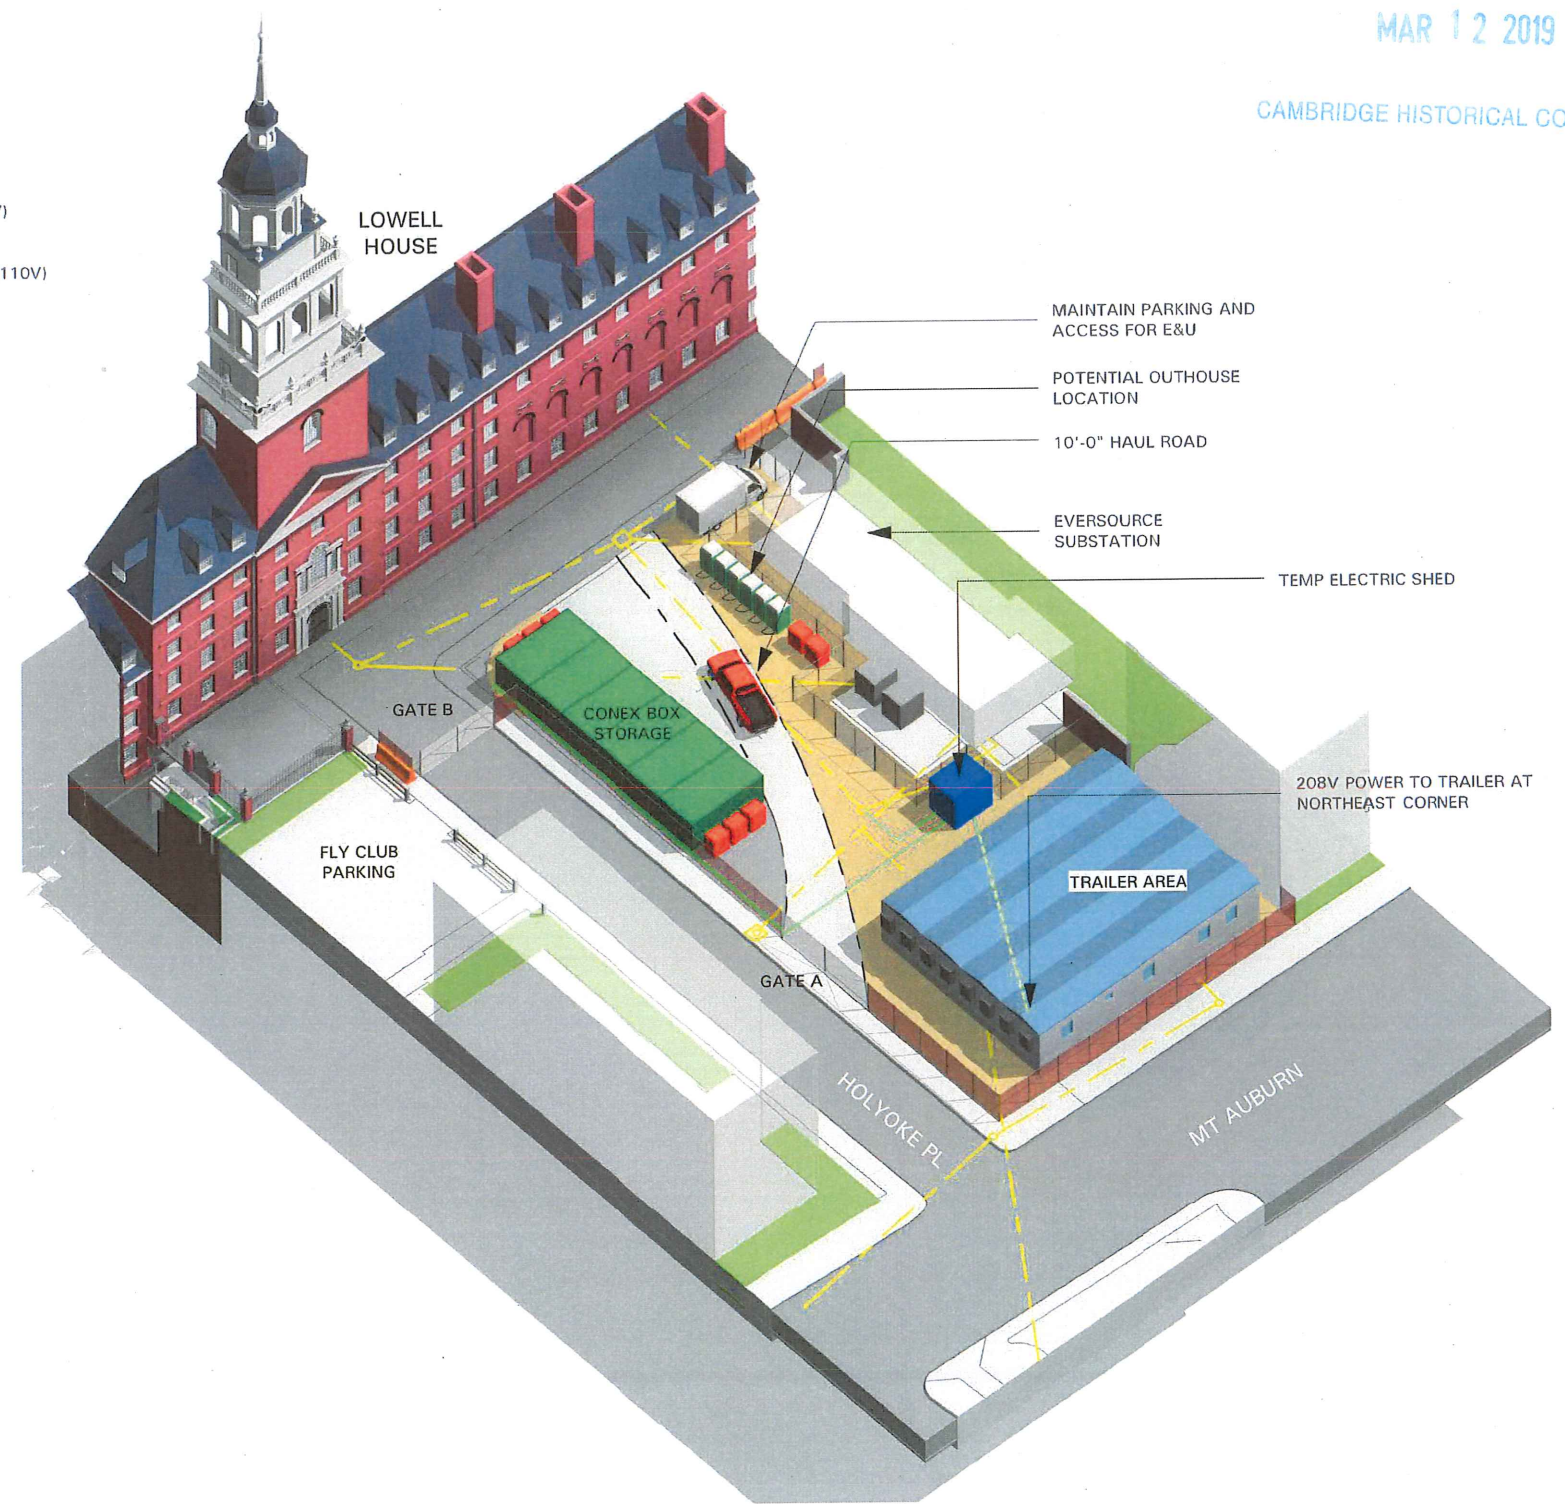 MAR 12 2019
CAMBRIDGE HISTORICAL CO
110V)
LOWELL
HOUSE
MAINTAIN PARKING AND
ACCESS FOR E&U
POTENTIAL OUTHOUSE
LOCATION
10'-0" HAUL ROAD
EVERSOURCE
SUBSTATION
TEMP ELECTRIC SHED
GATE B
CONEX BOX
STORAGE
208V POWER TO TRAILER AT
NORTHEAST CORNER
FLY CLUB
PARKING
TRAILER AREA
GATE A
HOLYOKE PL
MT AUBURN